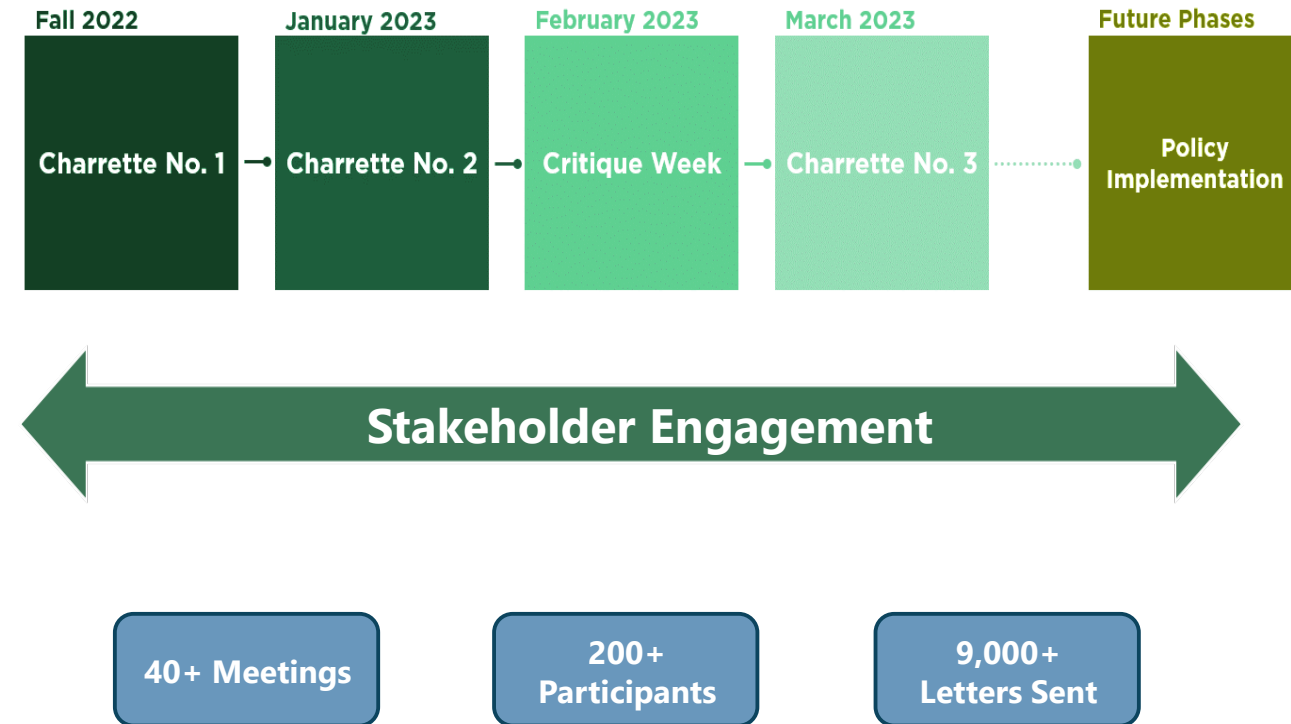 Fall 2022
January 2023
February 2023
March 2023
Future Phases
Charrette No. 1
Charrette No. 2
Critique Week
Charrette No. 3
Policy
Implementation
Stakeholder Engagement
40+ Meetings
200+
Participants
9,000+
Letters Sent